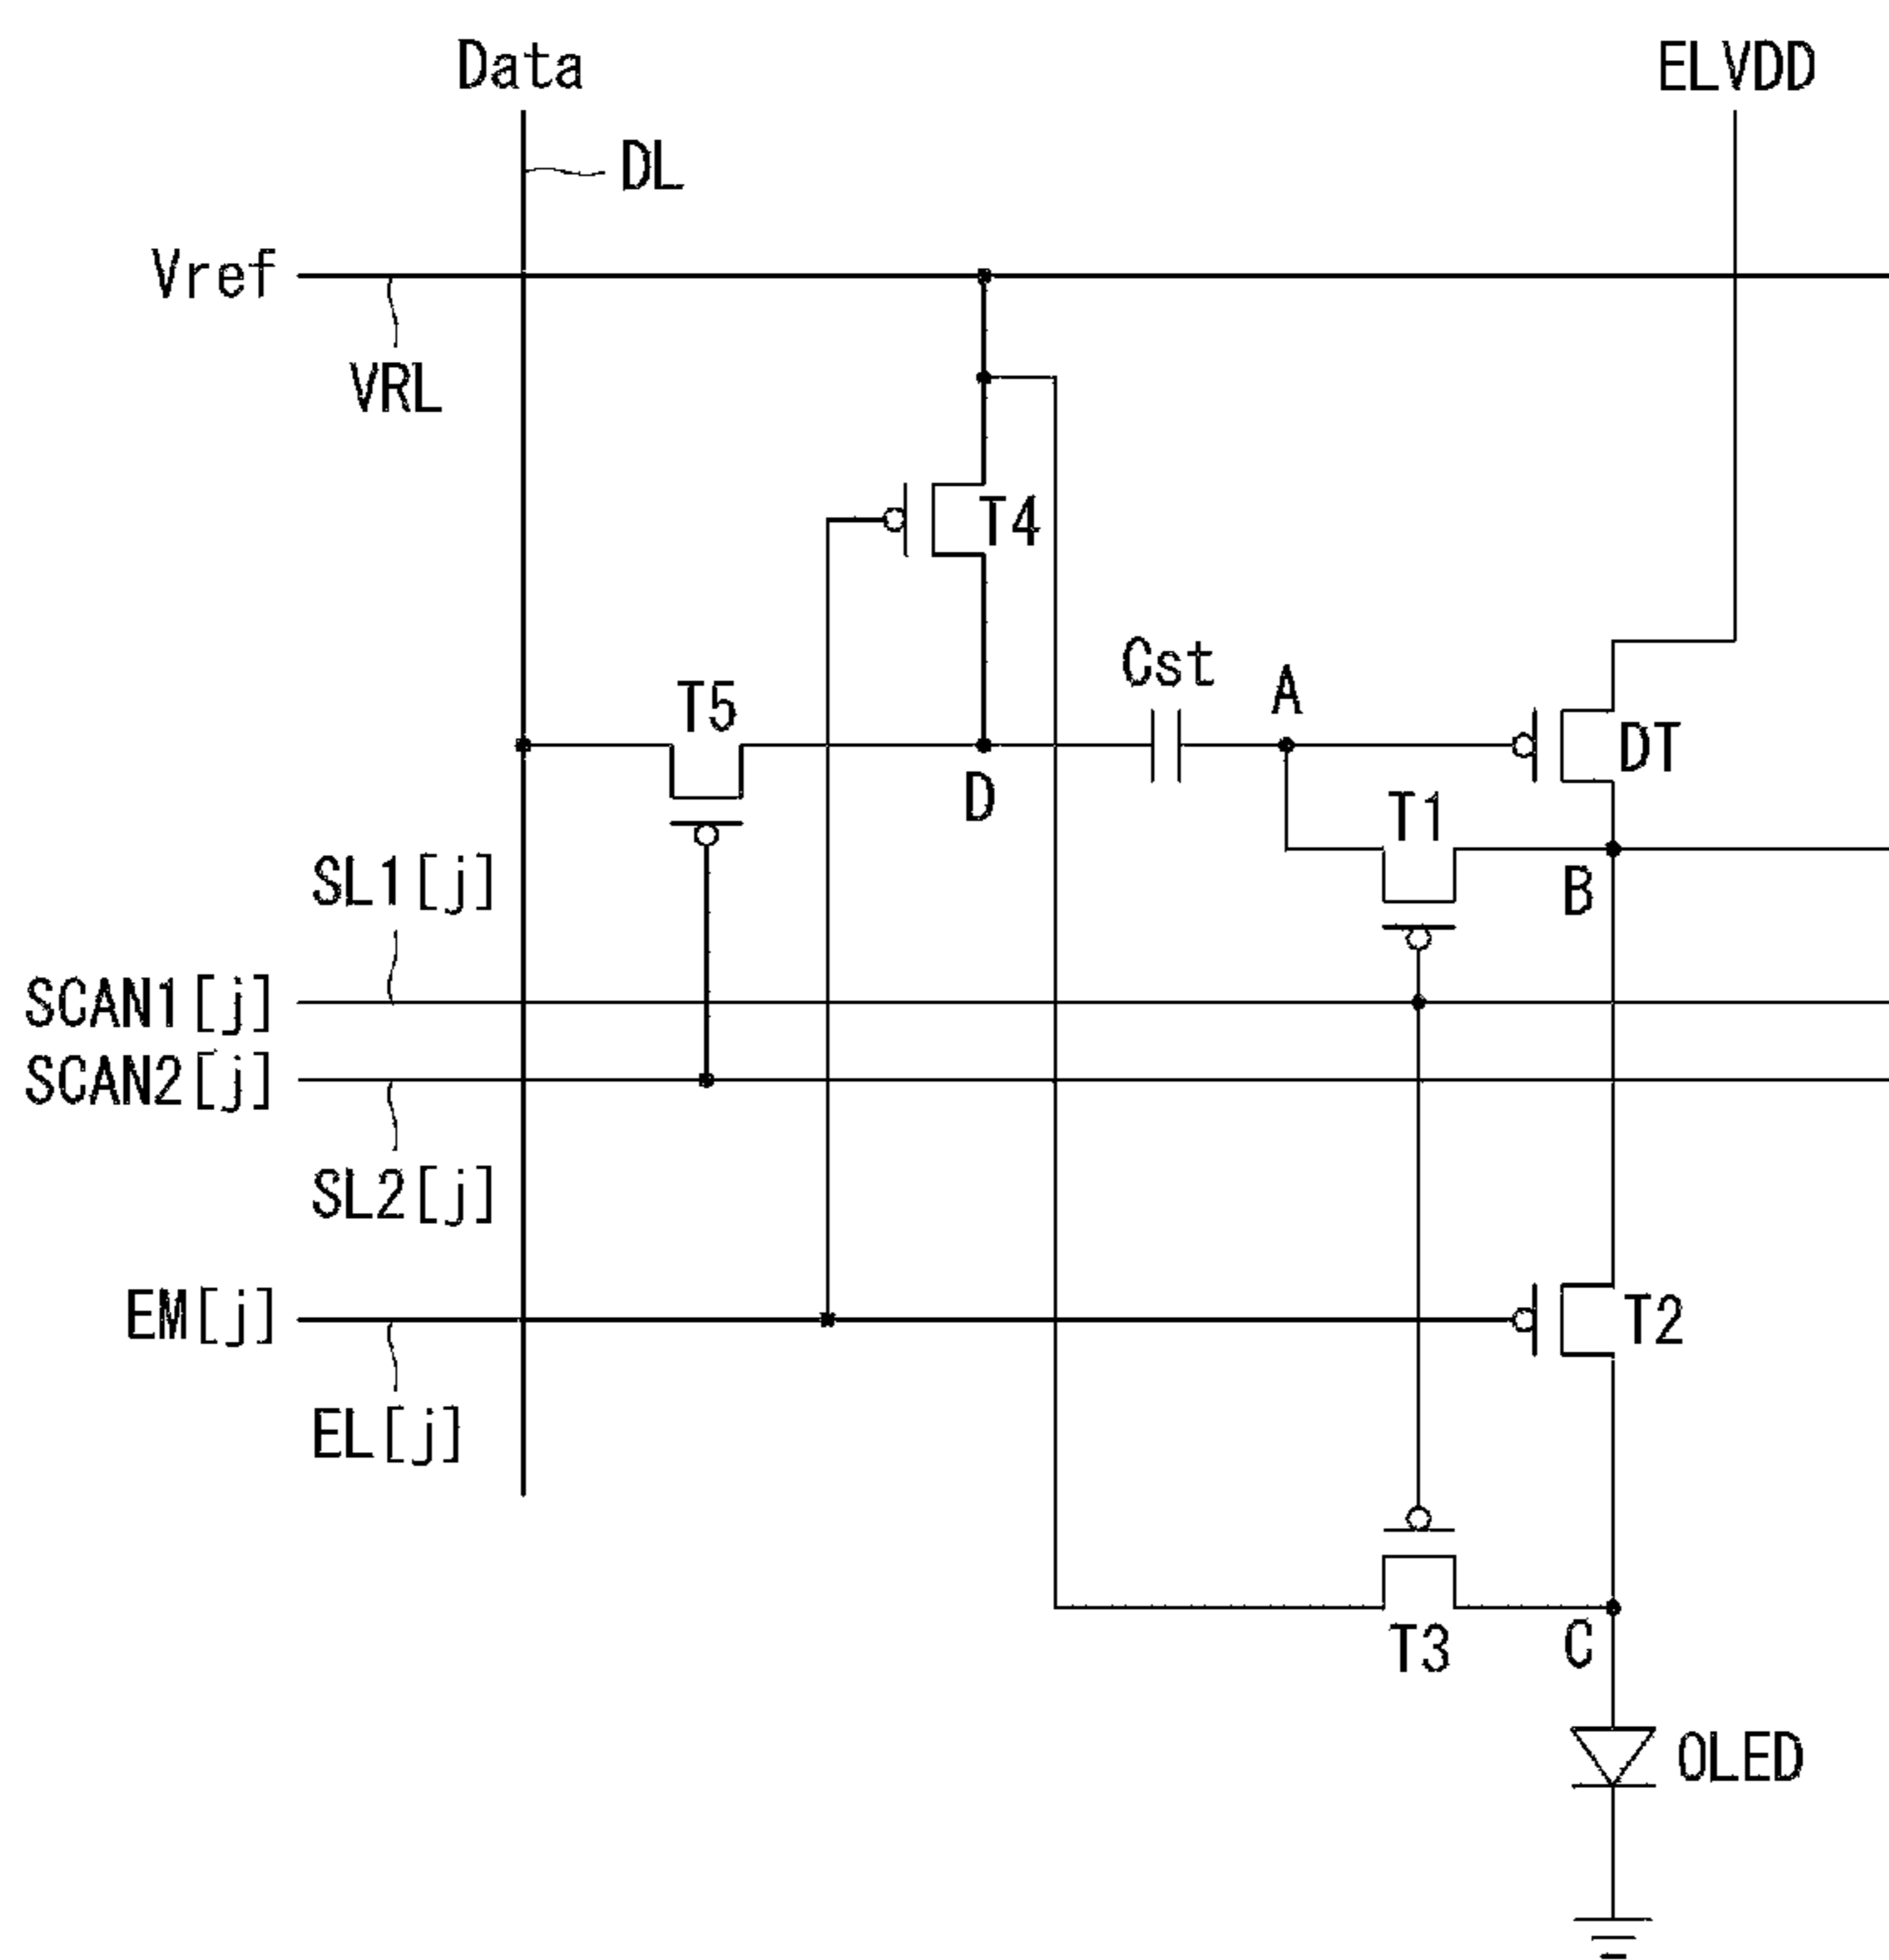 Data
ELVDD
DL
Vref
VRL
T4
Cst
A
T5
DT
D
T1
SL1[j]
B
SCAN1[j]
SCAN2[j]
SL2[j]
EM[j]
T2
EL[j]
T3
C
OLED